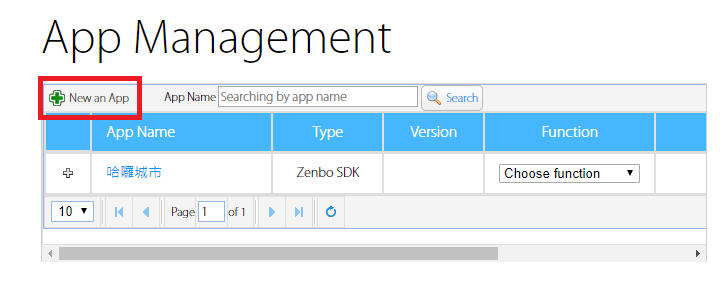 App Management
New an App App Name Searching by app name Search
App Name Type Version Function
哈囉城市 Zenbo SDK Choose function
10 Page 1 of 1